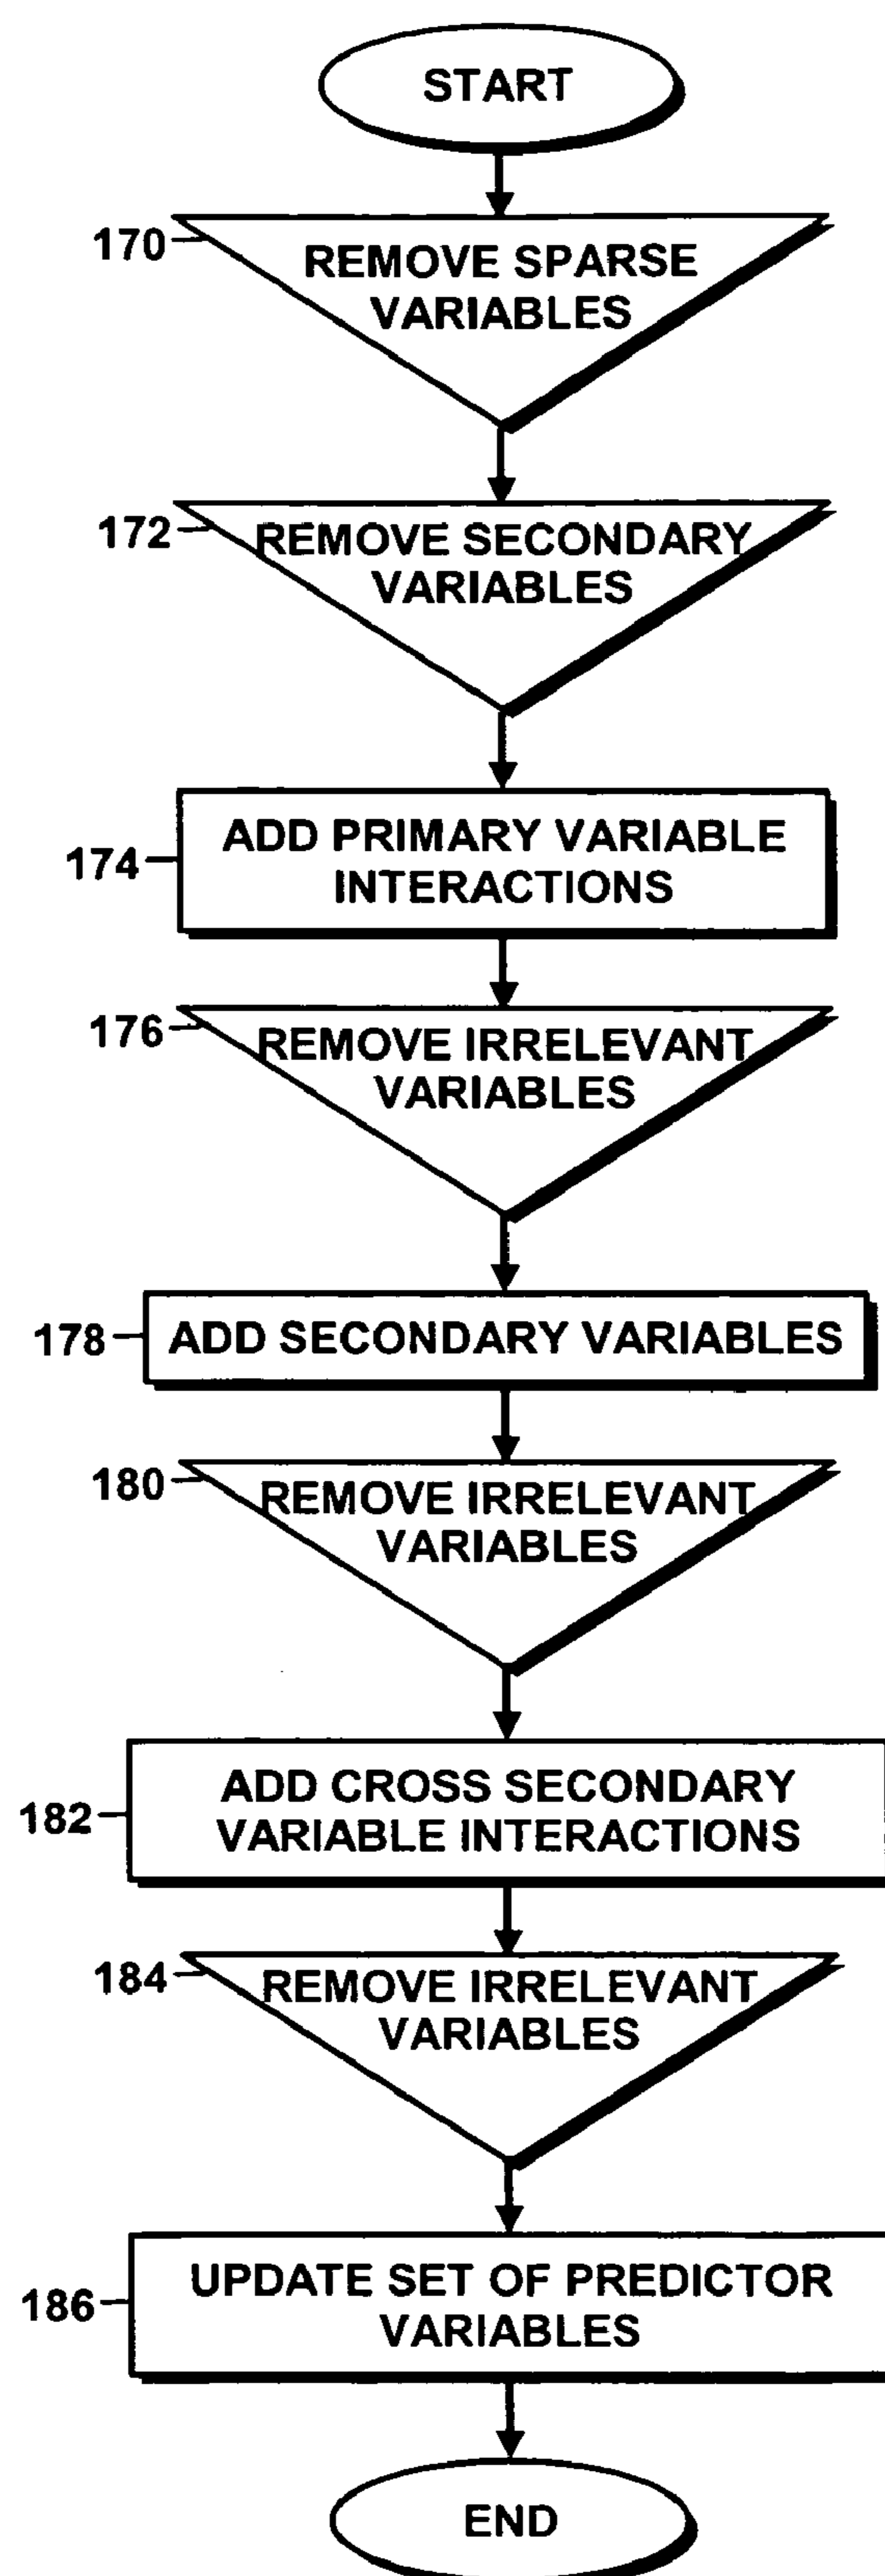 START
170
REMOVE SPARSE
VARIABLES
172
REMOVE SECONDARY
VARIABLES
174
ADD PRIMARY VARIABLE
INTERACTIONS
176
REMOVE IRRELEVANT
VARIABLES
178
ADD SECONDARY VARIABLES
180
REMOVE IRRELEVANT
VARIABLES
182
ADD CROSS SECONDARY
VARIABLE INTERACTIONS
184
REMOVE IRRELEVANT
VARIABLES
186
UPDATE SET OF PREDICTOR
VARIABLES
END